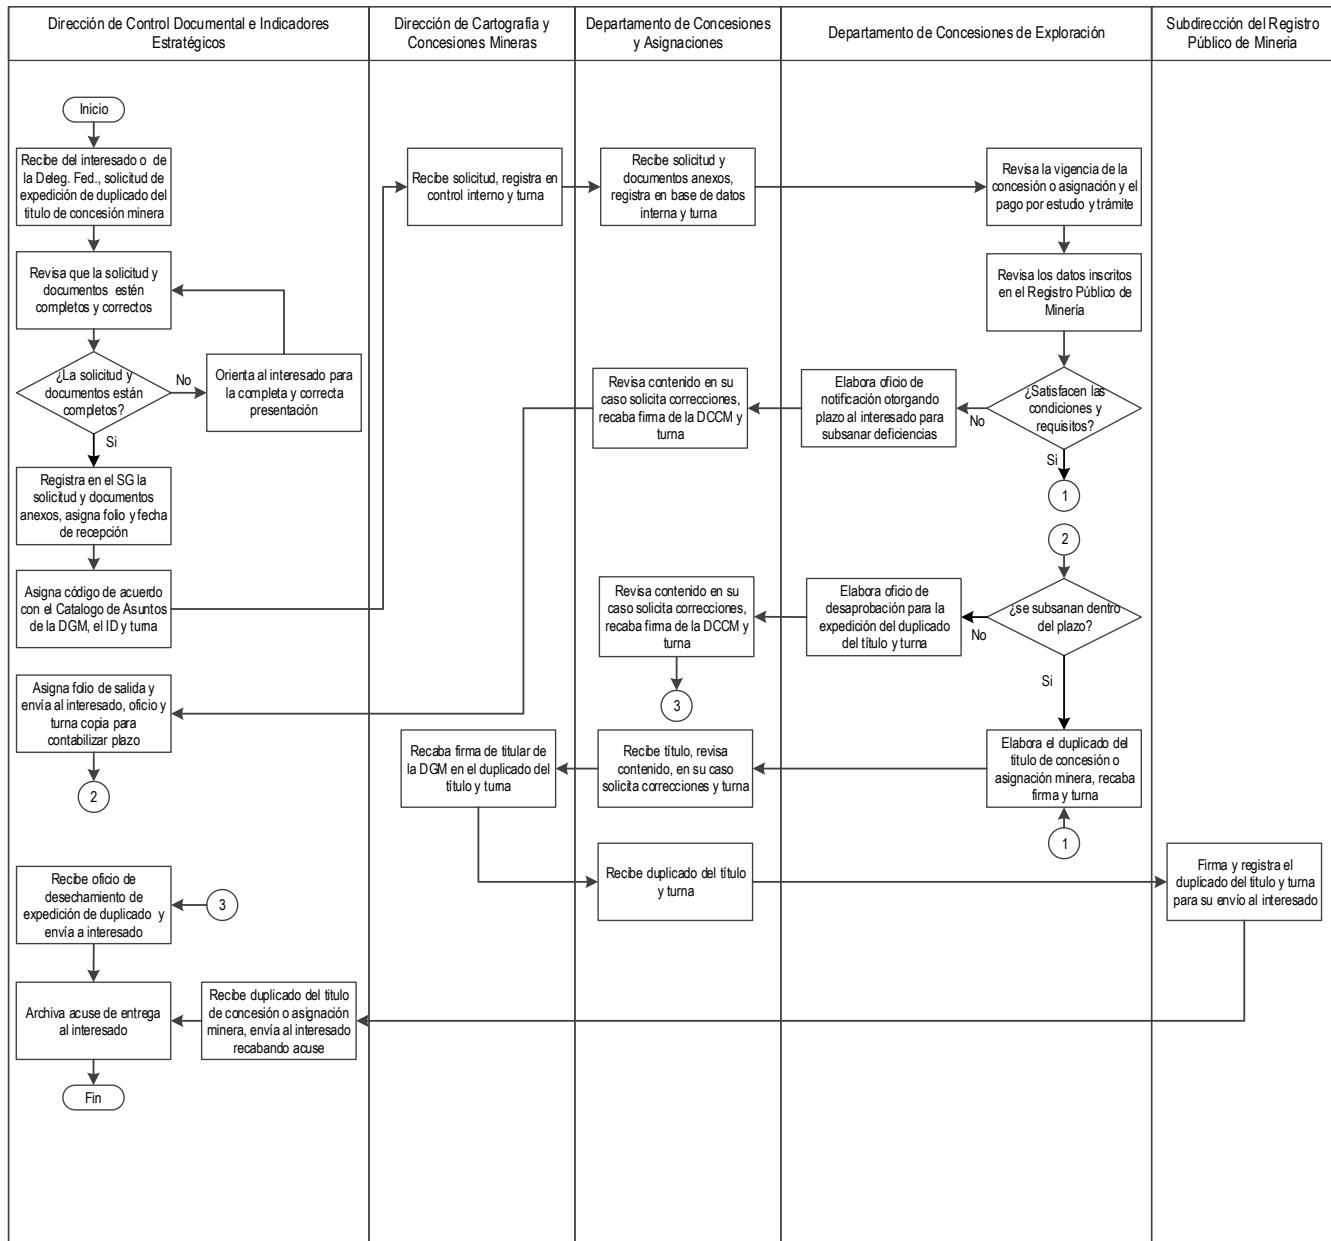 Dirección de Control Documental e Indicadores
Estratégicos
Dirección de Cartografía y
Concesiones Mineras
Departamento de Concesiones
y Asignaciones
Departamento de Concesiones de Exploración
Subdirección del Registro
Público de Mineria
Inicio
Recibe del interesado o de
la Deleg. Fed., solicitud de
expedición de duplicado del
titulo de concesión minera
Recibe solicitud, registra en
control interno y turna
Recibe solicitud y
documentos anexos,
registra en base de datos
interna y turna
Revisa la vigencia de la
concesión o asignación y el
pago por estudio y trámite
Revisa que la solicitud y
documentos estén
completos y correctos
Revisa los datos inscritos
en el Registro Público de
Minería
¿La solicitud y
documentos están
completos?
No
Orienta al interesado para
la completa y correcta
presentación
Si
Revisa contenido en su
caso solicita correcciones,
recaba firma de la DCCM y
turna
Elabora oficio de
notificación otorgando
plazo al interesado para
subsanar deficiencias
No
¿Satisfacen las
condiciones y
requisitos?
Si
1
Registra en el SG la
solicitud y documentos
anexos, asigna folio y fecha
de recepción
2
Asigna código de acuerdo
con el Catalogo de Asuntos
de la DGM, el ID y turna
Revisa contenido en su
caso solicita correcciones,
recaba firma de la DCCM y
turna
Elabora oficio de
desaprobación para la
expedición del duplicado
del título y turna
No
¿se subsanan dentro
del plazo?
Si
3
Asigna folio de salida y
envía al interesado, oficio y
turna copia para
contabilizar plazo
2
Recaba firma de titular de
la DGM en el duplicado del
título y turna
Recibe título, revisa
contenido, en su caso
solicita correcciones y turna
Elabora el duplicado del
titulo de concesión o
asignación minera, recaba
firma y turna
1
Recibe oficio de
desechamiento de
expedición de duplicado y
envía a interesado
3
Recibe duplicado del título
y turna
Firma y registra el
duplicado del titulo y turna
para su envío al interesado
Archiva acuse de entrega
al interesado
Recibe duplicado del titulo
de concesión o asignación
minera, envía al interesado
recabando acuse
Fin